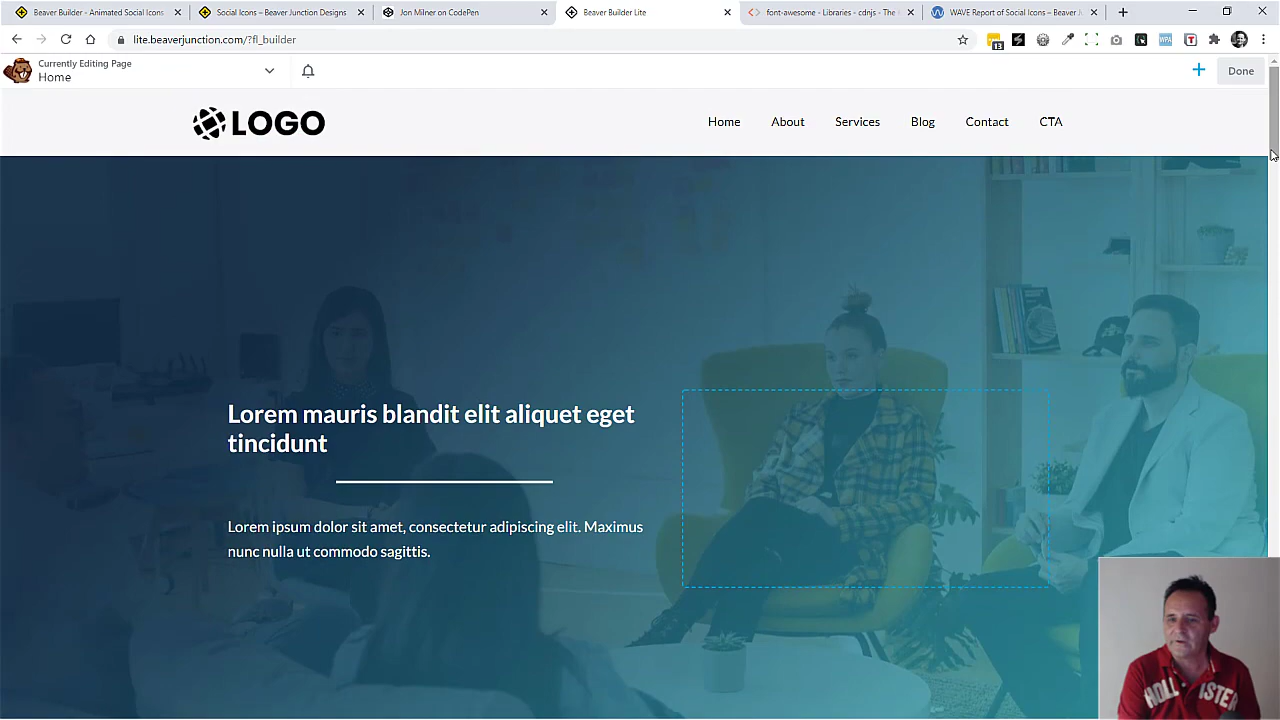 Beaver Builder - Animated Social Icons
Social Icons – Beaver Junction Designs
Jon Milner on CodePen
Beaver Builder Lite
font-awesome - Libraries - cdnjs - The
WAVE Report of Social Icons – Beaver J
lite.beaverjunction.com/?fl_builder
13
WPA
T
Currently Editing Page
Home
Done
LOGO
Home About Services Blog Contact CTA
Lorem mauris blandit elit aliquet eget
tincidunt
Lorem ipsum dolor sit amet, consectetur adipiscing elit. Maximus
nunc nulla ut commodo sagittis.
HOLLISTER